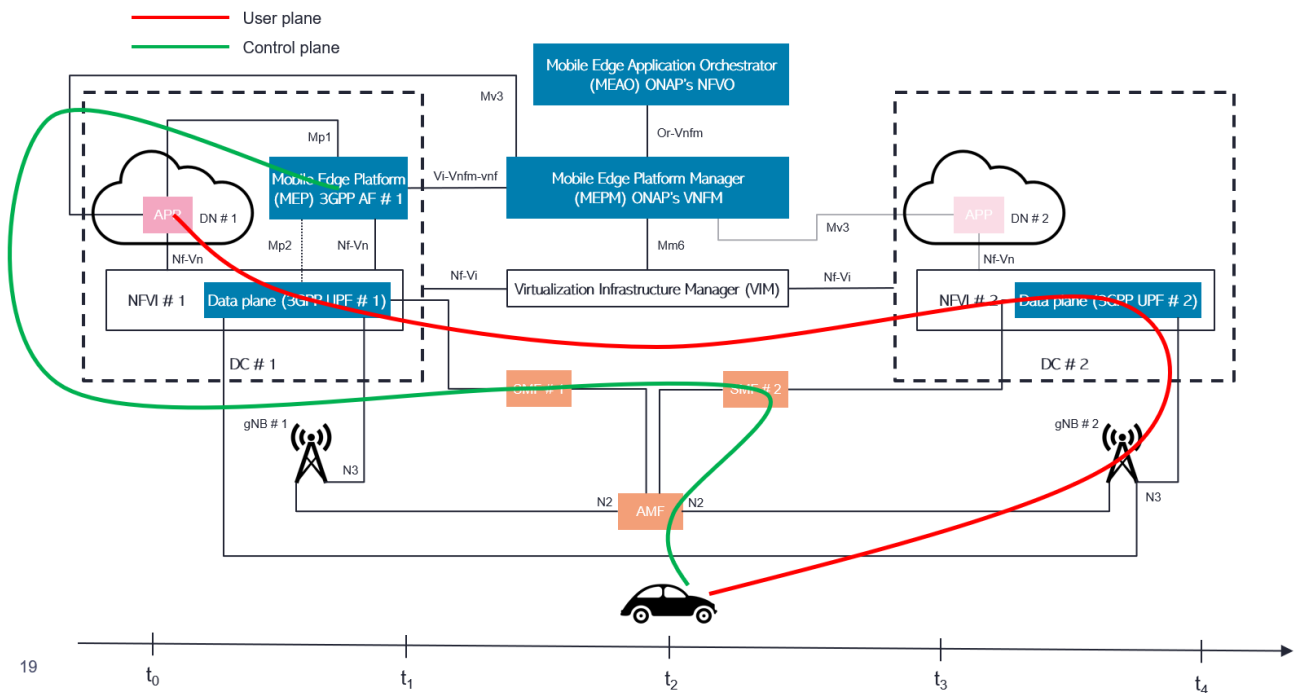 User plane
Control plane
Mobile Edge Application Orchestrator
(MEAO) ONAP's NFVO
Mv3
Or-Vnfm
Mp1
Mobile Edge Platform
(MEP) 3GPP AF # 1
Vi-Vnfm-vnf
Mobile Edge Platform Manager
(MEPM) ONAP's VNFM
APP
DN # 1
APP
DN # 2
Mp2
Nf-Vn
Mv3
Mm6
Nf-Vn
Nf-Vn
Nf-Vi
Nf-Vi
NFVI # 1
Data plane (3GPP UPF # 1)
Virtualization Infrastructure Manager (VIM)
NFVI # 2
Data plane (3GPP UPF # 2)
DC # 1
DC # 2
SMF # 1
SMF # 2
gNB # 1
gNB # 2
N3
N3
N2
AMF
N2
19
t0
t1
t2
t3
t4